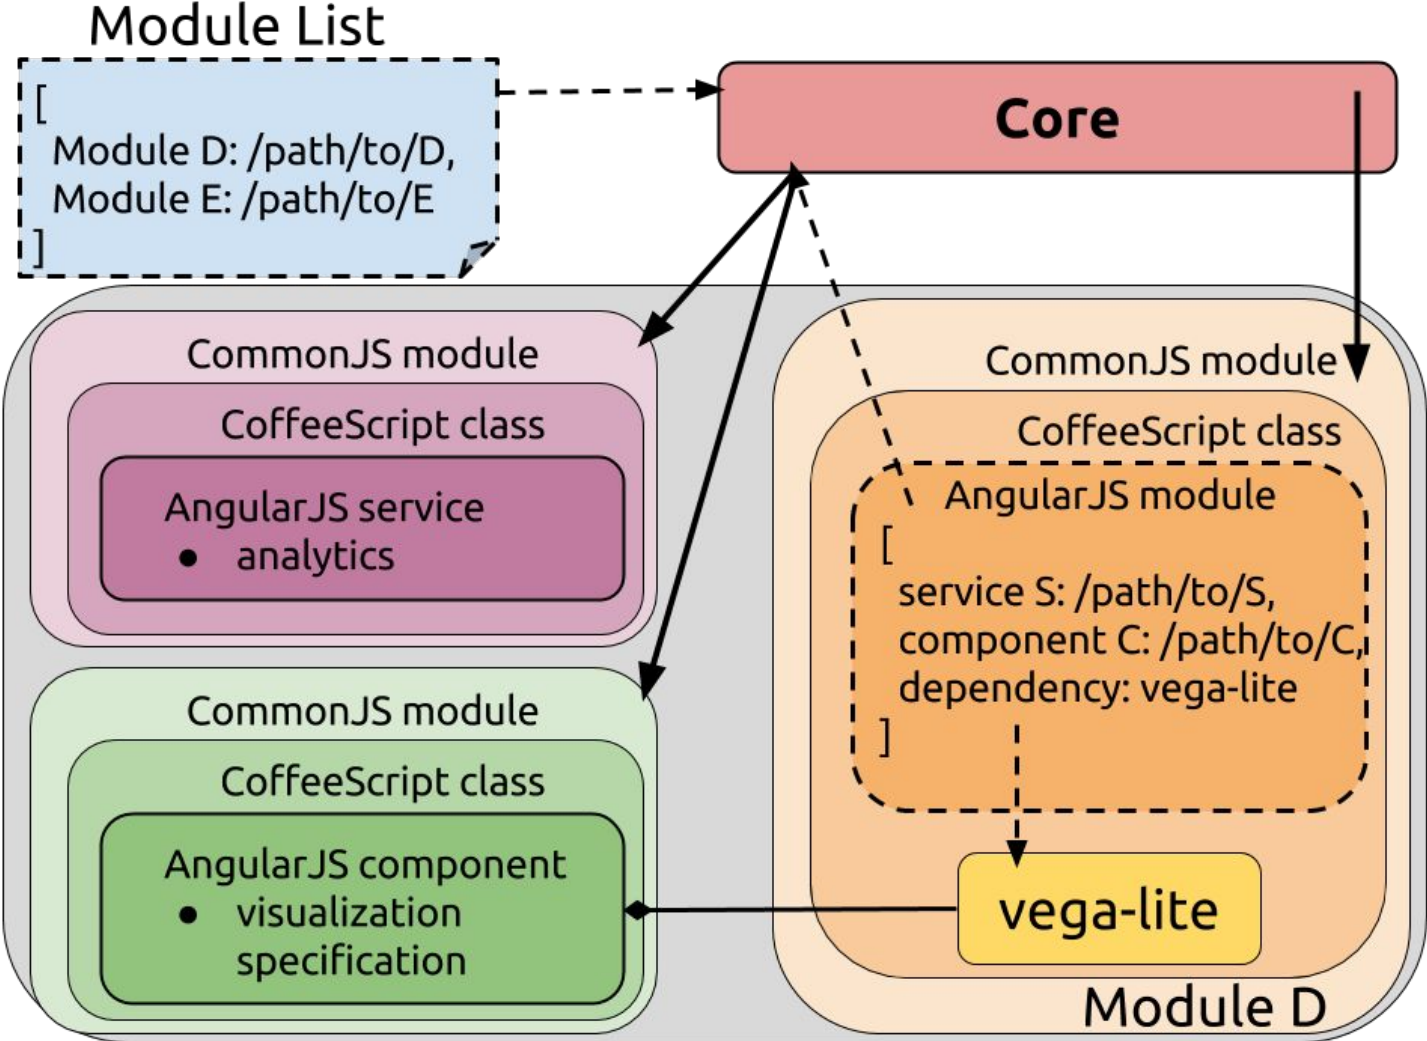 Module List
[
Module D: /path/to/D,
Module E: /path/to/E
]
Core
CommonJS module
CoffeeScript class
AngularJS service
● analytics
CommonJS module
CoffeeScript class
AngularJS component
● visualization
specification
CommonJS module
CoffeeScript class
AngularJS module
[
service S: /path/to/S,
component C: /path/to/C,
dependency: vega-lite
]
vega-lite
Module D